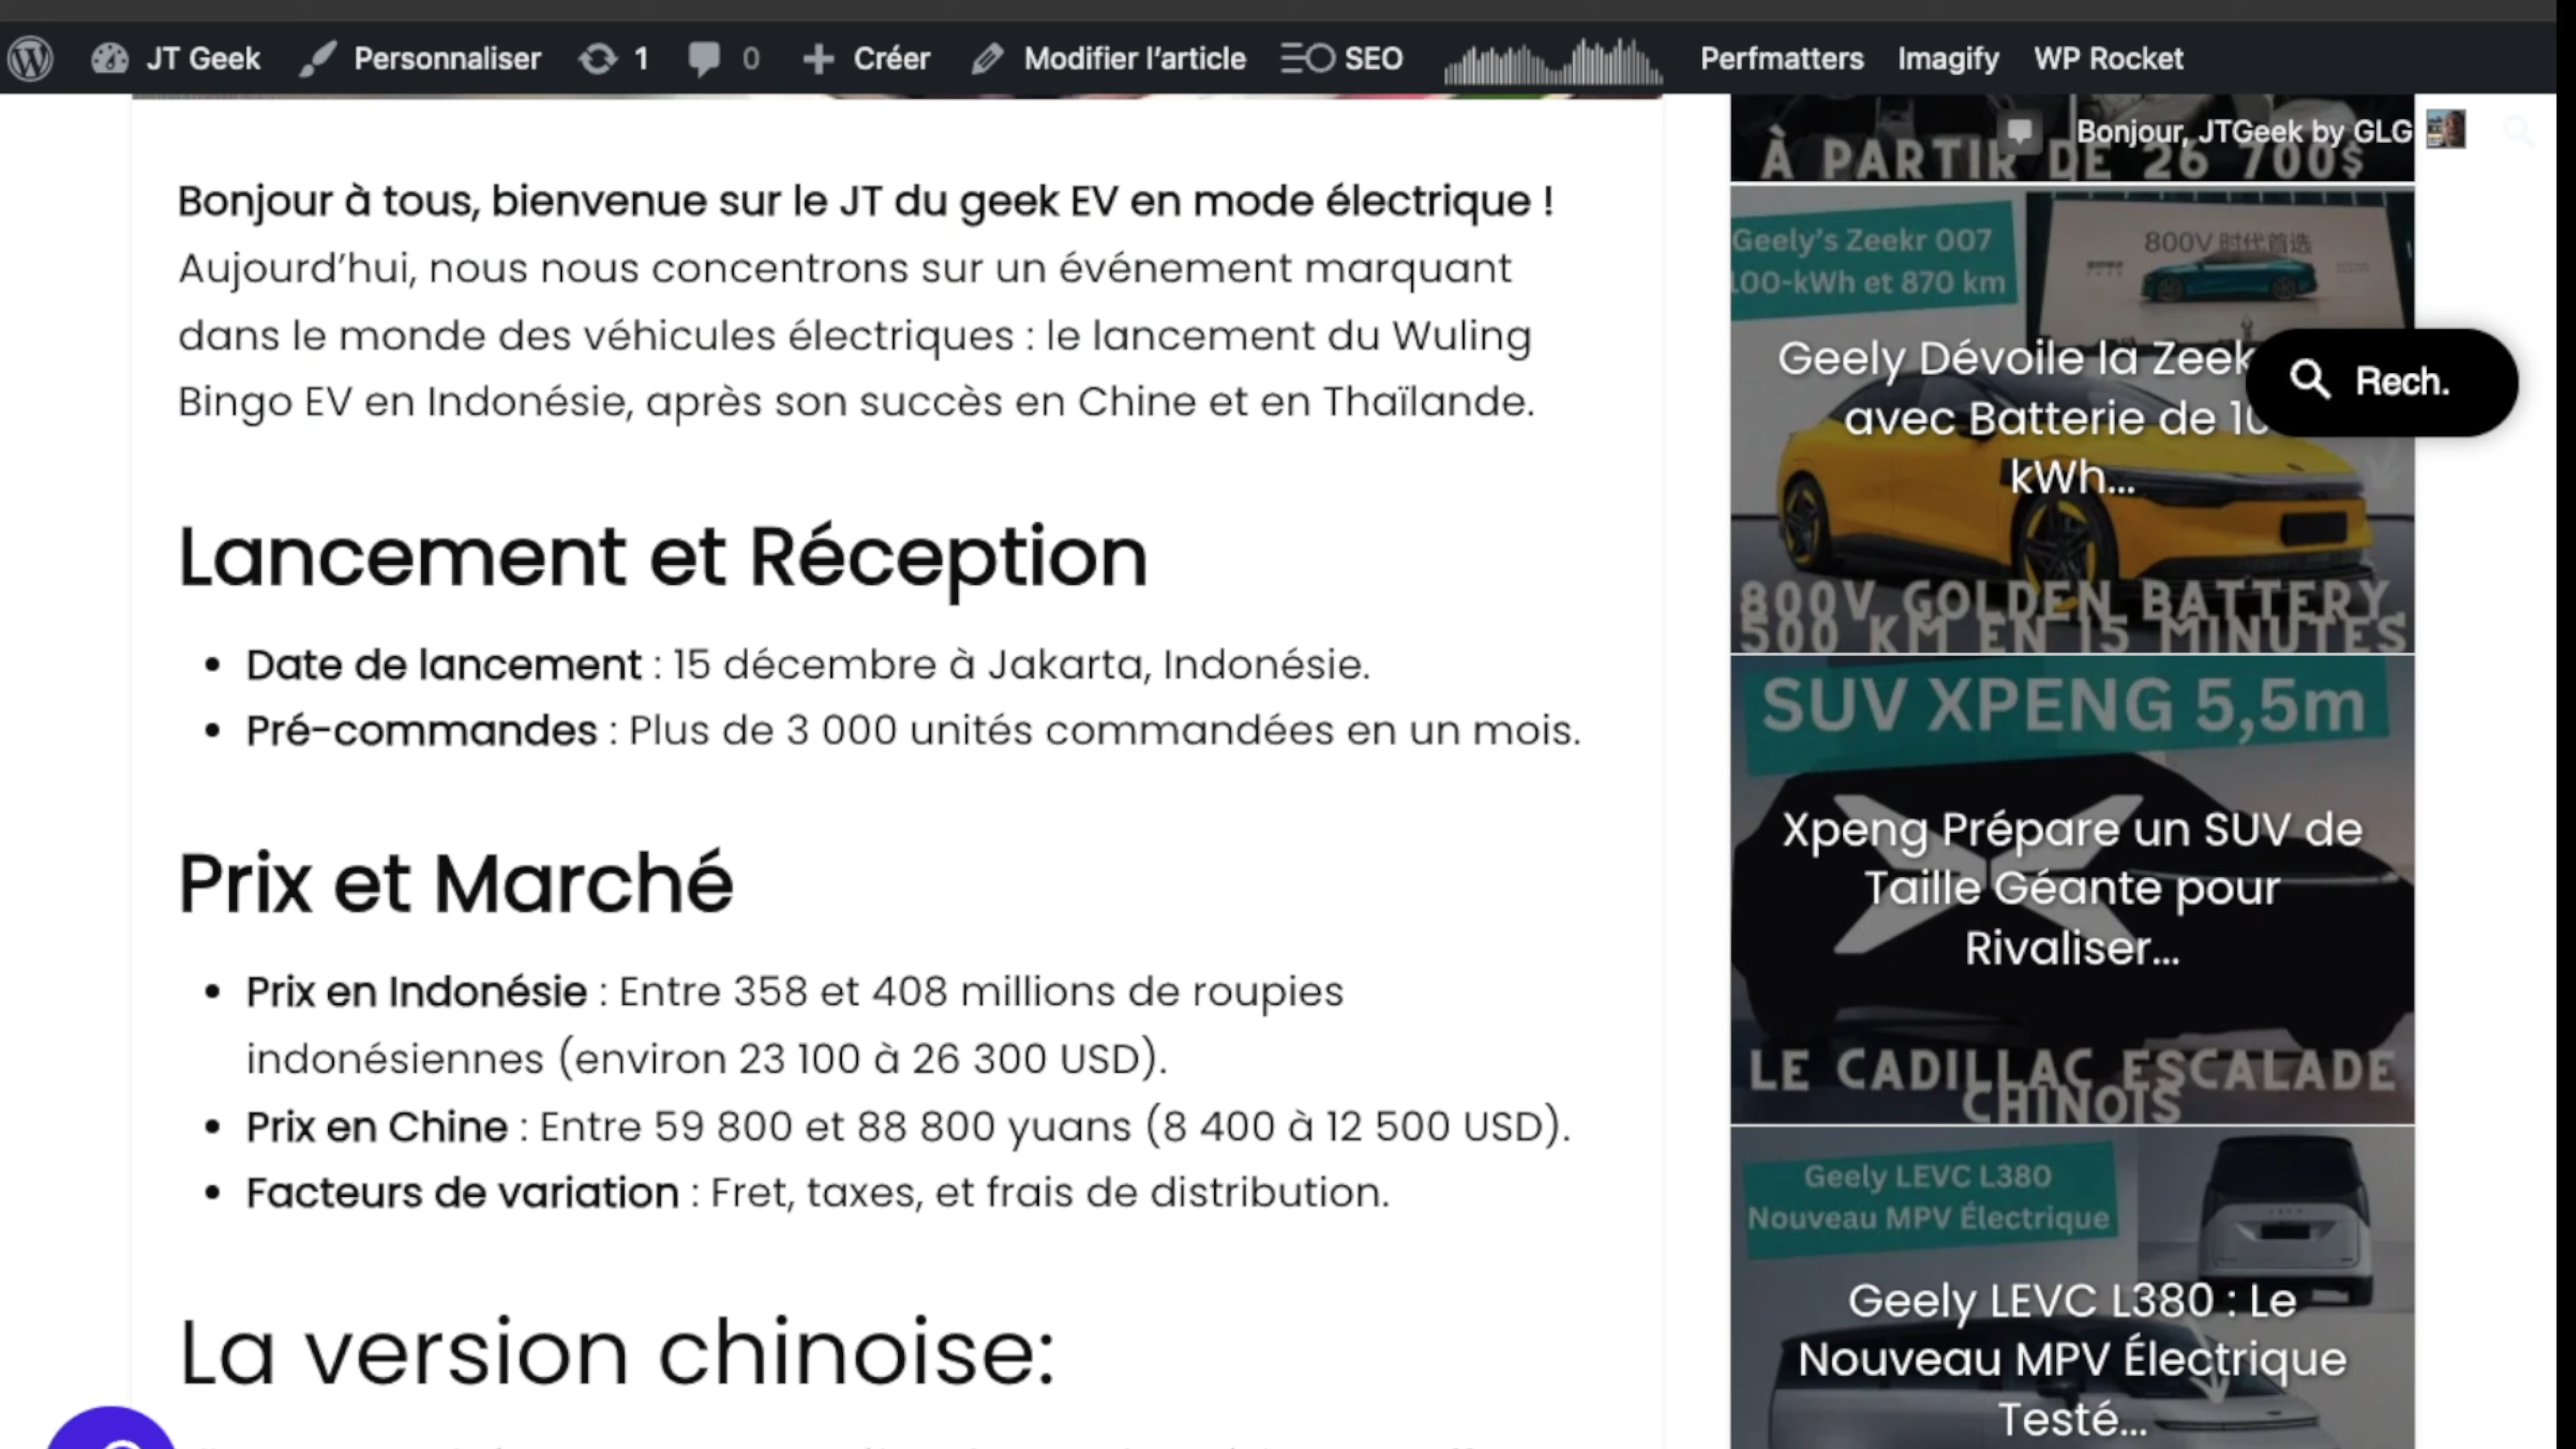 JT Geek Personnaliser 1 0 Créer Modifier l'article SEO Perfmatters Imagify WP Rocket
Bonjour, JTGeek by GLG
Bonjour à tous, bienvenue sur le JT du geek EV en mode électrique !
Aujourd'hui, nous nous concentrons sur un événement marquant
dans le monde des véhicules électriques : le lancement du Wuling
Bingo EV en Indonésie, après son succès en Chine et en Thaïlande.
Lancement et Réception
• Date de lancement : 15 décembre à Jakarta, Indonésie.
• Pré-commandes : Plus de 3 000 unités commandées en un mois.
Prix et Marché
• Prix en Indonésie : Entre 358 et 408 millions de roupies
indonésiennes (environ 23 100 à 26 300 USD).
• Prix en Chine : Entre 59 800 et 88 800 yuans (8 400 à 12 500 USD).
• Facteurs de variation : Fret, taxes, et frais de distribution.
La version chinoise:
À PARTIR DE 26 700$
Geely's Zeekr 007
100-kWh et 870 km
800V 时代首选
Geely Dévoile la Zeek
avec Batterie de 10
kWh...
Rech.
800V GOLDEN BATTERY,
500 KM EN 15 MINUTES
SUV XPENG 5,5m
Xpeng Prépare un SUV de
Taille Géante pour
Rivaliser...
LE CADILLAC ESCALADE
CHINOIS
Geely LEVC L380
Nouveau MPV Électrique
Geely LEVC L380 : Le
Nouveau MPV Électrique
Testé...